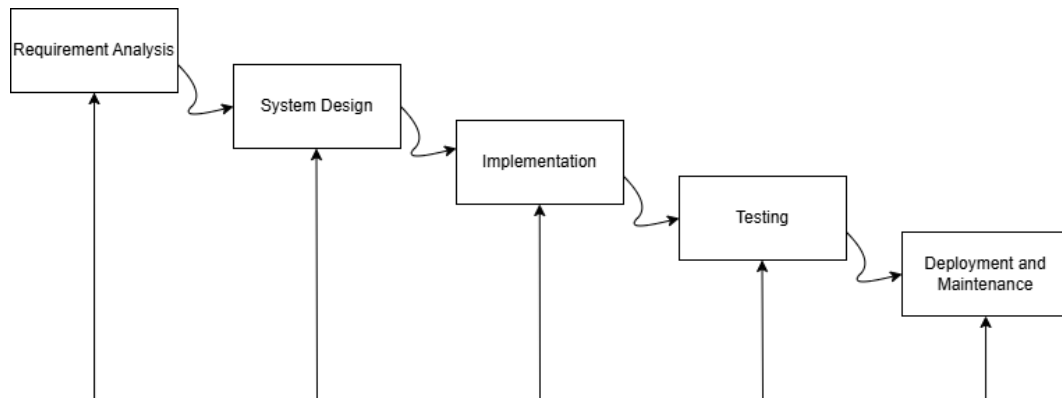 Requirement Analysis
System Design
Implementation
Testing
Deployment and
Maintenance